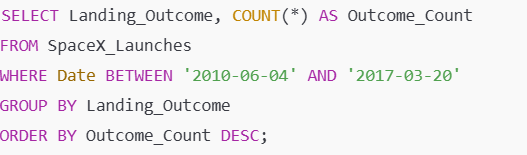 SELECT Landing_Outcome, COUNT(*) AS Outcome_Count
FROM SpaceX_Launches
WHERE Date BETWEEN '2010-06-04' AND '2017-03-20'
GROUP BY Landing_Outcome
ORDER BY Outcome_Count DESC;